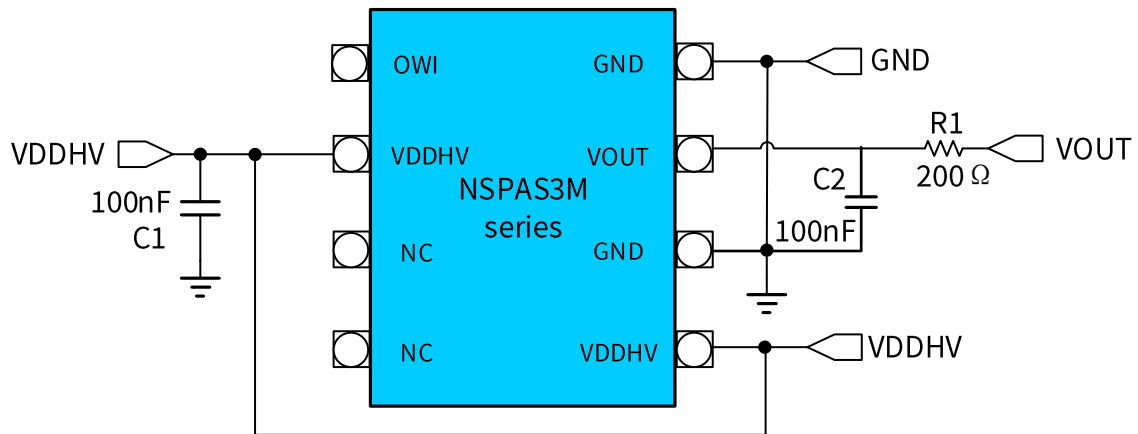 OWI
GND
GND
R1
VDDHV
VDDHV
VOUT
VOUT
200 Ω
NSPAS3M
series
C2
100nF
100nF
C1
NC
GND
NC
VDDHV
VDDHV